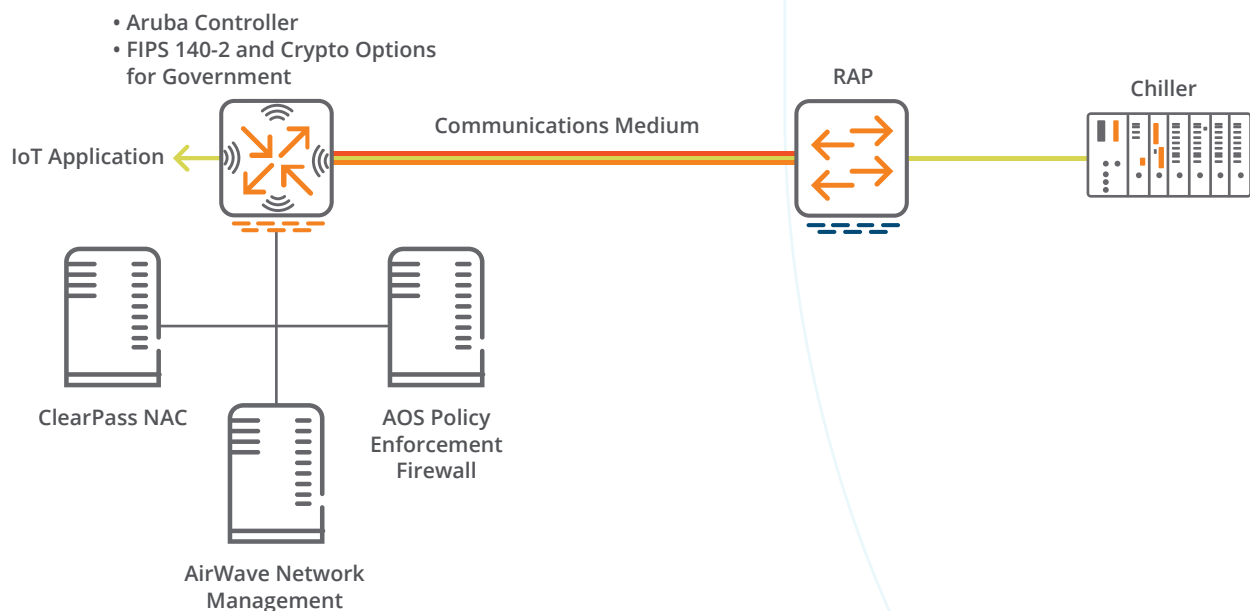 • Aruba Controller
• FIPS 140-2 and Crypto Options
for Government
RAP
Chiller
Communications Medium
IoT Application
ClearPass NAC
AOS Policy
Enforcement
Firewall
AirWave Network
Management